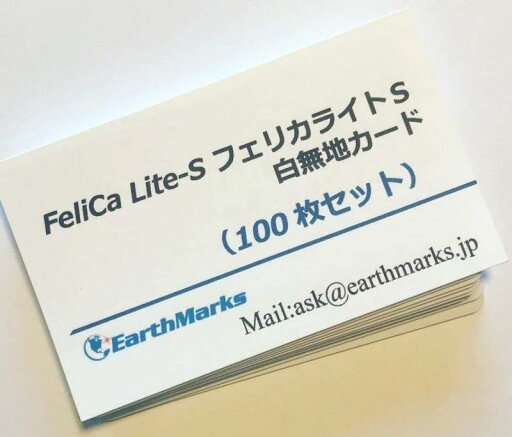 FeliCa Lite-S フェリカライトS
白無地カード
（100枚セット）
EarthMarks
Mail:ask@earthmarks.jp